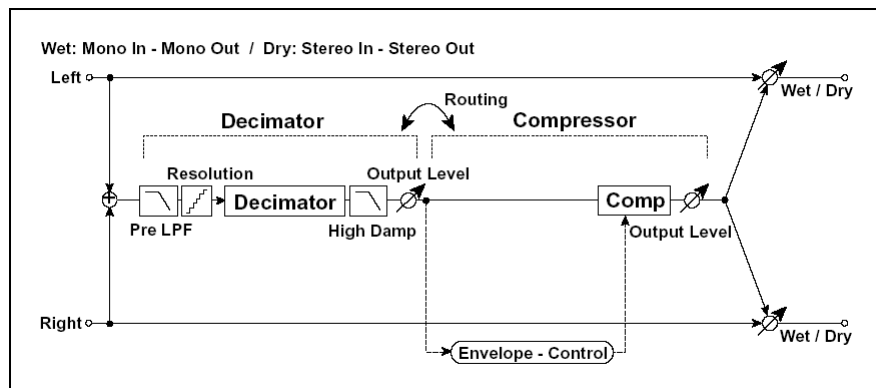 Wet: Mono In - Mono Out / Dry: Stereo In - Stereo Out
Left
Wet / Dry
Routing
Decimator
Compressor
Resolution
Output Level
Decimator
Comp
Pre LPF
High Damp
Output Level
Right
Wet / Dry
Envelope - Control